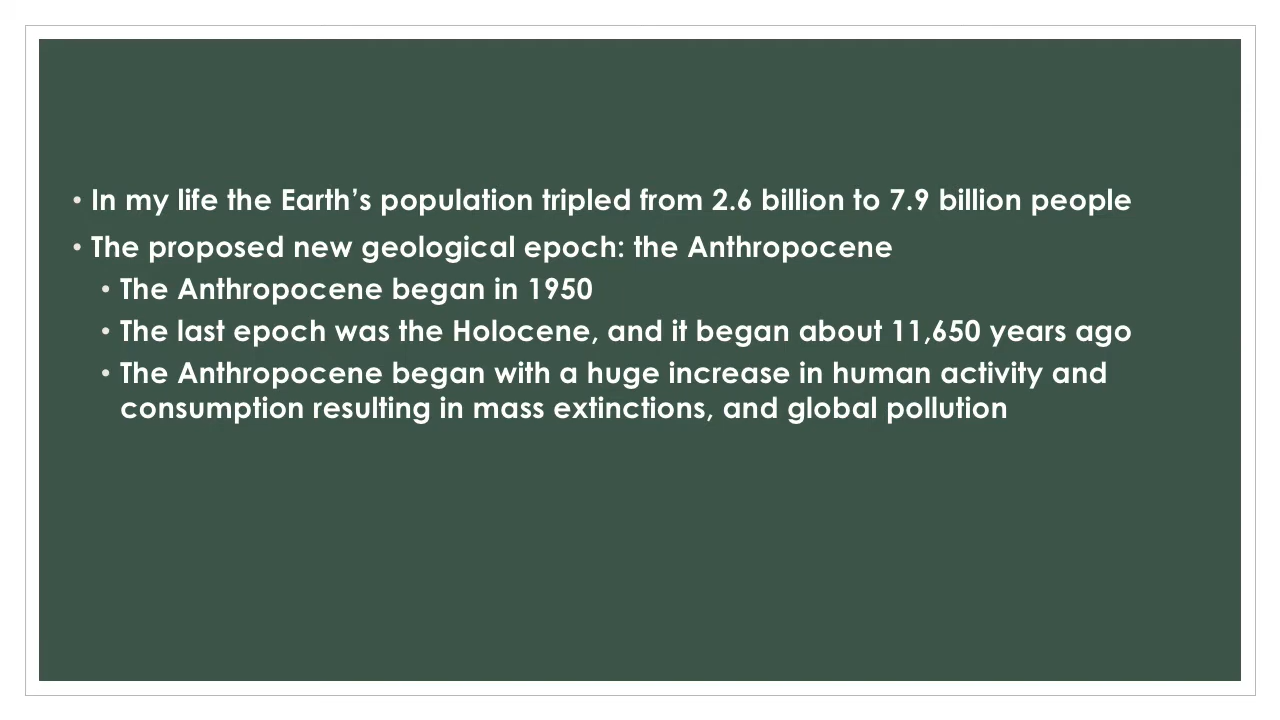 • In my life the Earth’s population tripled from 2.6 billion to 7.9 billion people
• The proposed new geological epoch: the Anthropocene
• The Anthropocene began in 1950
• The last epoch was the Holocene, and it began about 11,650 years ago
• The Anthropocene began with a huge increase in human activity and
consumption resulting in mass extinctions, and global pollution